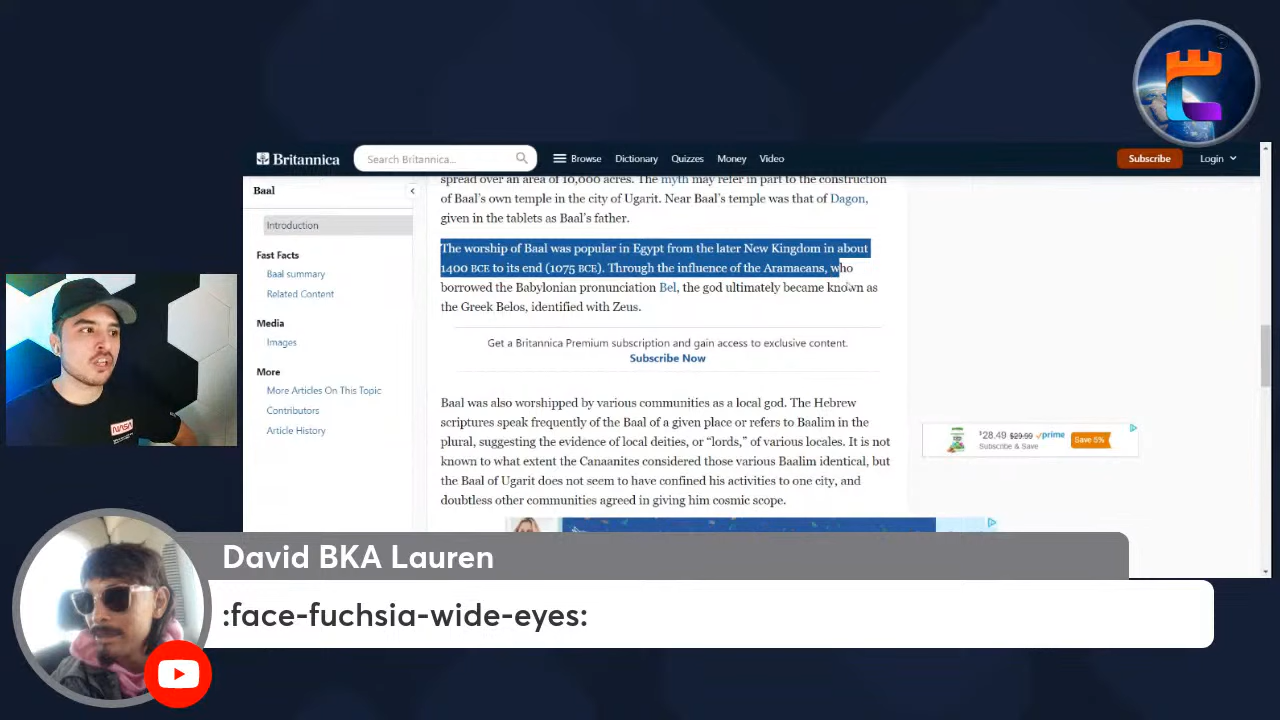 Britannica
Search Britannica...
Browse
Dictionary
Quizzes
Money
Video
Subscribe
Login
Baal
Introduction
Fast Facts
Baal summary
Related Content
Media
Images
More
More Articles On This Topic
Contributors
Article History
spread over an area of 10,000 acres. The myth may refer in part to the construction
of Baal's own temple in the city of Ugarit. Near Baal's temple was that of Dagon,
given in the tablets as Baal's father.
The worship of Baal was popular in Egypt from the later New Kingdom in about
1400 BCE to its end (1075 BCE). Through the influence of the Aramaeans, who
borrowed the Babylonian pronunciation Bel, the god ultimately became known as
the Greek Belos, identified with Zeus.
Get a Britannica Premium subscription and gain access to exclusive content.
Subscribe Now
Baal was also worshipped by various communities as a local god. The Hebrew
scriptures speak frequently of the Baal of a given place or refers to Baalim in the
plural, suggesting the evidence of local deities, or “lords,” of various locales. It is not
known to what extent the Canaanites considered those various Baalim identical, but
the Baal of Ugarit does not seem to have confined his activities to one city, and
doubtless other communities agreed in giving him cosmic scope.
$28.49 $29.99 prime
Subscribe & Save
Save 5%
NASA
David BKA Lauren
:face-fuchsia-wide-eyes: